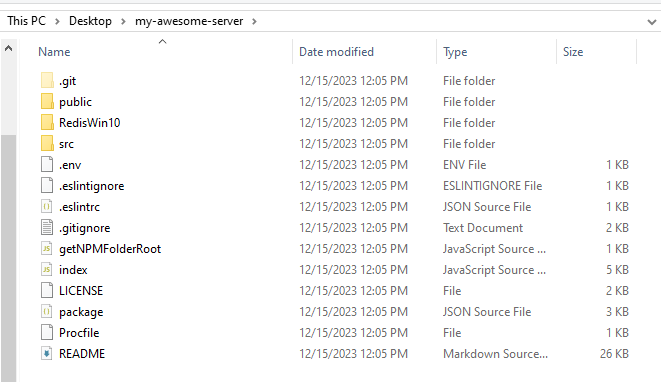 This PC > Desktop > my-awesome-server >
Name Date modified Type Size
.git 12/15/2023 12:05 PM File folder
public 12/15/2023 12:05 PM File folder
RedisWin10 12/15/2023 12:05 PM File folder
src 12/15/2023 12:05 PM File folder
.env 12/15/2023 12:05 PM ENV File 1 KB
.eslintignore 12/15/2023 12:05 PM ESLINTIGNORE File 1 KB
.eslintrc 12/15/2023 12:05 PM JSON Source File 1 KB
.gitignore 12/15/2023 12:05 PM Text Document 2 KB
getNPMFolderRoot 12/15/2023 12:05 PM JavaScript Source ... 1 KB
index 12/15/2023 12:05 PM JavaScript Source ... 5 KB
LICENSE 12/15/2023 12:05 PM File 2 KB
package 12/15/2023 12:05 PM JSON Source File 3 KB
Procfile 12/15/2023 12:05 PM File 1 KB
README 12/15/2023 12:05 PM Markdown Source... 26 KB